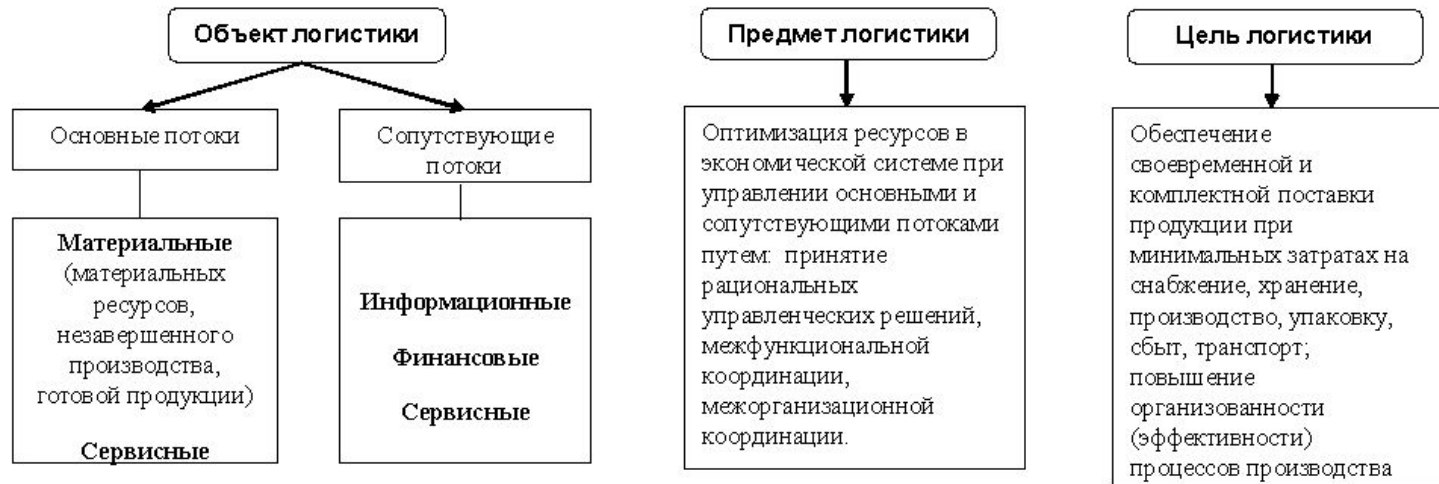 Объект логистики
Основные потоки
Сопутствующие
потоки
Материальные
(материальных
ресурсов,
незавершенного
производства,
готовой продукции)
Сервисные
Информационные
Финансовые
Сервисные
Предмет логистики
Оптимизация ресурсов в
экономической системе при
управлении основными и
сопутствующими потоками
путем: принятие
рациональных
управленческих решений,
межфункциональной
координации,
межорганизационной
координации.
Цель логистики
Обеспечение
своевременной и
комплектной поставки
продукции при
минимальных затратах на
снабжение, хранение,
производство, упаковку,
сбыт, транспорт;
повышение
организованности
(эффективности)
процессов производства